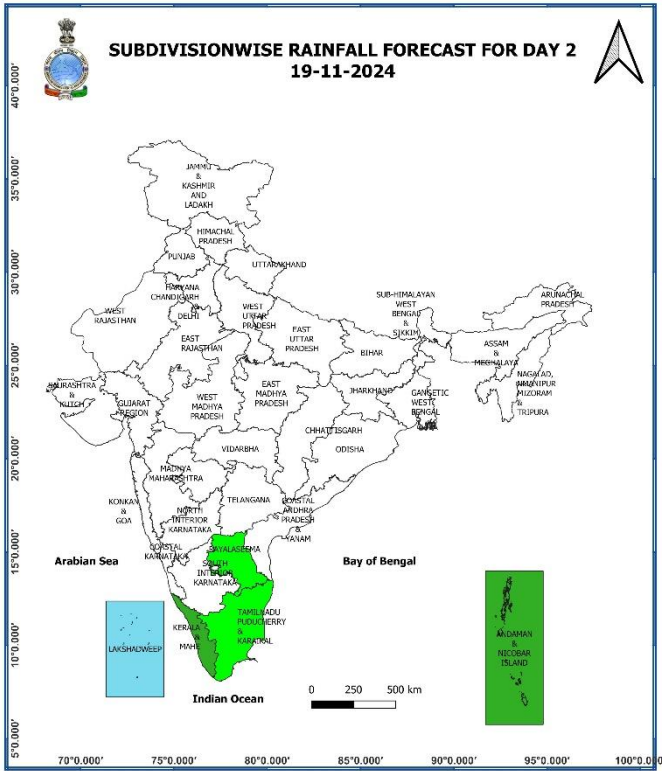 SUBDIVISIONWISE RAINFALL FORECAST FOR DAY 2
19-11-2024
40°0.000'
35°0.000'
30°0.000'
25°0.000'
20°0.000'
15°0.000'
10°0.000'
5°0.000'
JAMMU
&
KASHMIR
AND
LADAKH
HIMACHAL
PRADESH
PUNJAB
UTTARAKHAND
HARYANA
CHANDIGARH
DELHI
WEST
RAJASTHAN
WEST
UTTAR
PRADESH
EAST
RAJASTHAN
EAST
UTTAR
PRADESH
SUB-HIMALAYAN
WEST
BENGAL
&
SIKKIM
ARUNACHAL
PRADESH
ASSAM
&
MEGHALAYA
BIHAR
NAGALAD,
MANIPUR
MIZORAM
&
TRIPURA
SAURASHTRA
&
KUTCH
GUJARAT
REGION
WEST
MADHYA
PRADESH
EAST
MADHYA
PRADESH
JHARKHAND
GANGETIC
WEST
BENGAL
CHHATTISGARH
ODISHA
VIDARBHA
MADHYA
MAHARASHTRA
KONKAN
&
GOA
TELANGANA
COASTAL
ANDHRA
PRADESH
&
YANAM
NORTH
INTERIOR
KARNATAKA
COASTAL
KARNATAKA
RAYALASEEMA
SOUTH
INTERIOR
KARNATAKA
Arabian Sea
Bay of Bengal
TAMILNADU
PUDUCHERRY
&
KARAIKAL
KERALA
&
MAHE
LAKSHADWEEP
ANDAMAN
&
NICOBAR
ISLAND
Indian Ocean
0 250 500 km
70°0.000' 75°0.000' 80°0.000' 85°0.000' 90°0.000' 95°0.000' 100°0.0